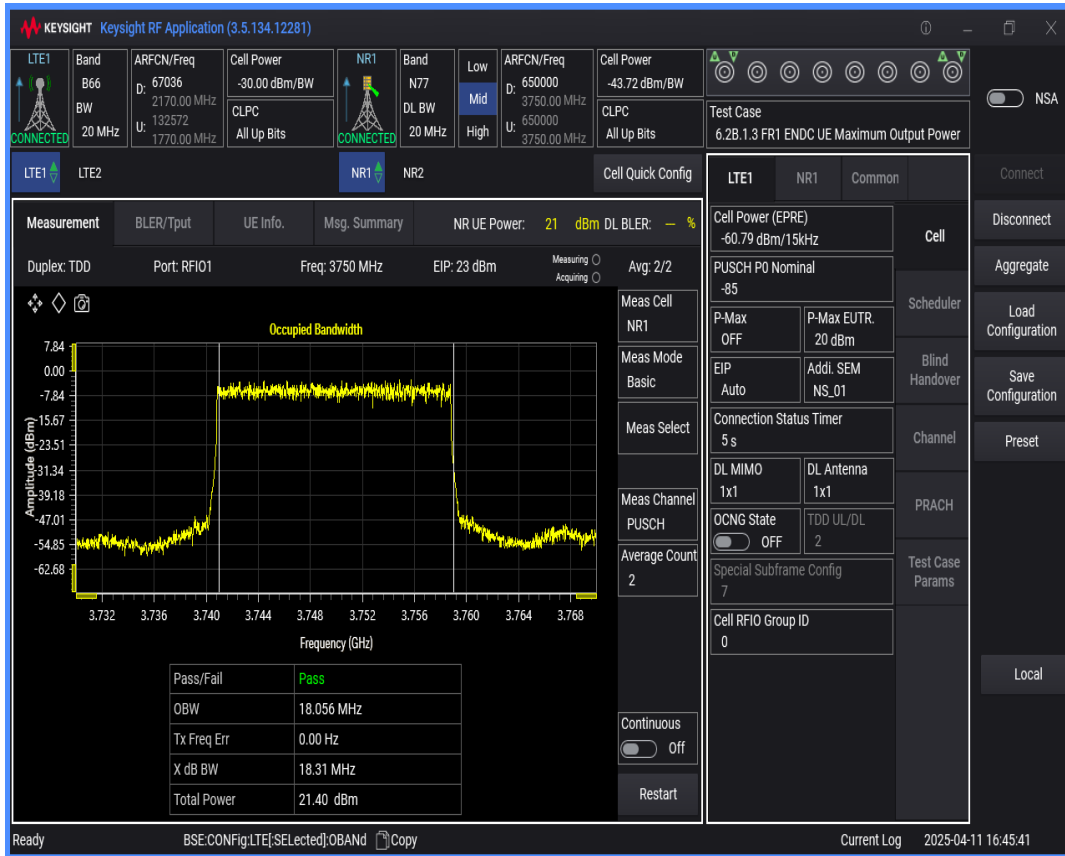 KEYSIGHT Keysight RF Application (3.5.134.12281)
LTE1
CONNECTED
Band
B66
BW
20 MHz
ARFCN/Freq
D: 67036
2170.00 MHz
U: 132572
1770.00 MHz
Cell Power
-30.00 dBm/BW
CLPC
All Up Bits
NR1
CONNECTED
Band
N77
DL BW
20 MHz
Low
Mid
High
ARFCN/Freq
D: 650000
3750.00 MHz
U: 650000
3750.00 MHz
Cell Power
-43.72 dBm/BW
CLPC
All Up Bits
Test Case
6.2B.1.3 FR1 ENDC UE Maximum Output Power
NSA
LTE1 LTE2 NR1 NR2 Cell Quick Config
Measurement BLER/Tput UE Info. Msg. Summary NR UE Power: 21 dBm DL BLER: — %
Duplex: TDD Port: RFIO1 Freq: 3750 MHz EIP: 23 dBm Measuring Acquiring Avg: 2/2
Occupied Bandwidth
Amplitude (dBm)
7.84
0.00
-7.84
-15.67
-23.51
-31.34
-39.18
-47.01
-54.85
-62.68
3.732 3.736 3.740 3.744 3.748 3.752 3.756 3.760 3.764 3.768
Frequency (GHz)
Pass/Fail Pass
OBW 18.056 MHz
Tx Freq Err 0.00 Hz
X dB BW 18.31 MHz
Total Power 21.40 dBm
Meas Cell
NR1
Meas Mode
Basic
Meas Select
Meas Channel
PUSCH
Average Count
2
Continuous
Off
Restart
LTE1 NR1 Common
Cell Power (EPRE)
-60.79 dBm/15kHz
PUSCH P0 Nominal
-85
P-Max
OFF
P-Max EUTR.
20 dBm
EIP
Auto
Addi. SEM
NS_01
Connection Status Timer
5 s
DL MIMO
1x1
DL Antenna
1x1
OCNG State
OFF
TDD UL/DL
2
Special Subframe Config
7
Cell RFIO Group ID
0
Cell
Scheduler
Blind
Handover
Channel
PRACH
Test Case
Params
Connect
Disconnect
Aggregate
Load
Configuration
Save
Configuration
Preset
Local
Ready BSE:CONFig:LTE[:SELected]:OBANd Copy Current Log 2025-04-11 16:45:41